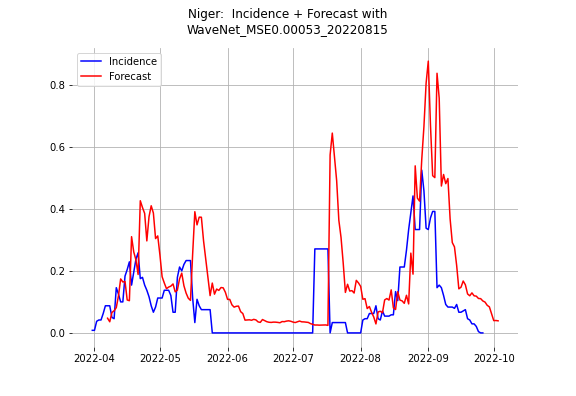 Niger:  Incidence + Forecast with
WaveNet_MSE0.00053_20220815
Incidence
Forecast
0.8
0.6
0.4
0.2
0.0
2022-04 2022-05 2022-06 2022-07 2022-08 2022-09 2022-10